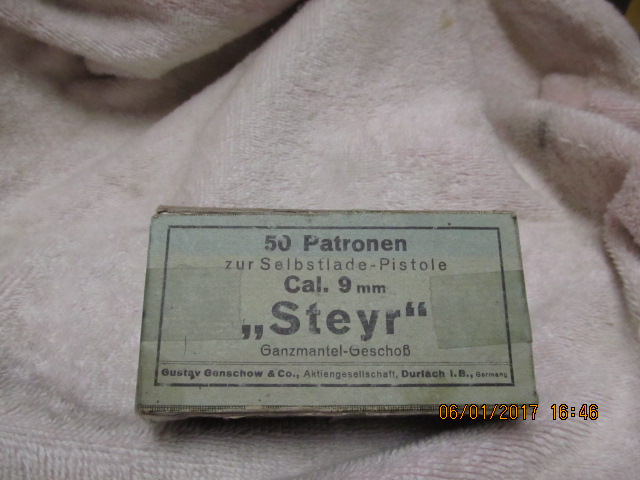 50 Patronen
zur Selbstlade-Pistole
Cal. 9 mm
„Steyr“
Ganzmantel-Geschoß
Gustav Genschow & Co., Aktiengesellschaft, Durlach i. B., Germany
06/01/2017 16:46